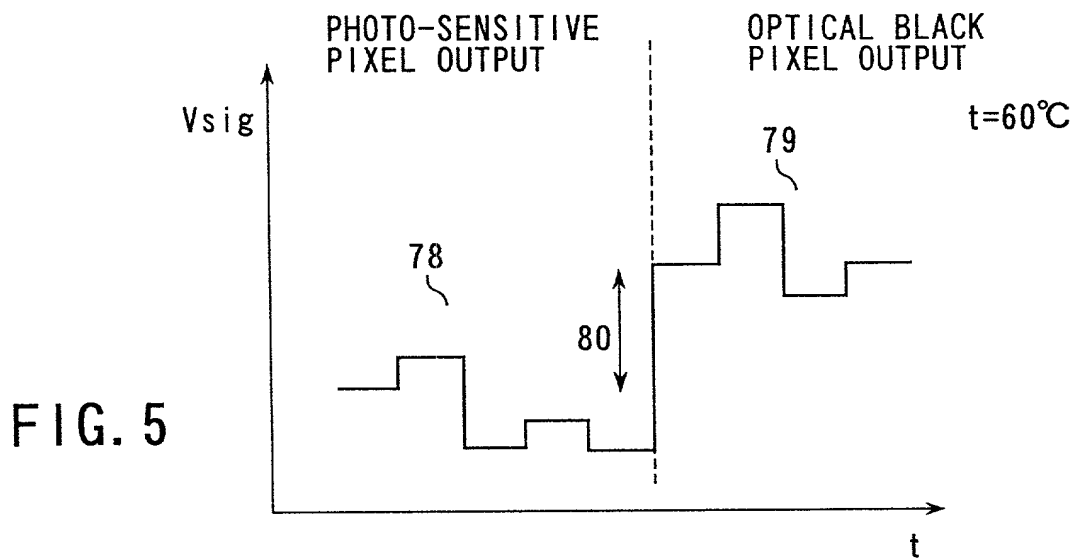 PHOTO-SENSITIVE
PIXEL OUTPUT
OPTICAL BLACK
PIXEL OUTPUT
Vsig
t=60℃
79
78
80
FIG. 5
t